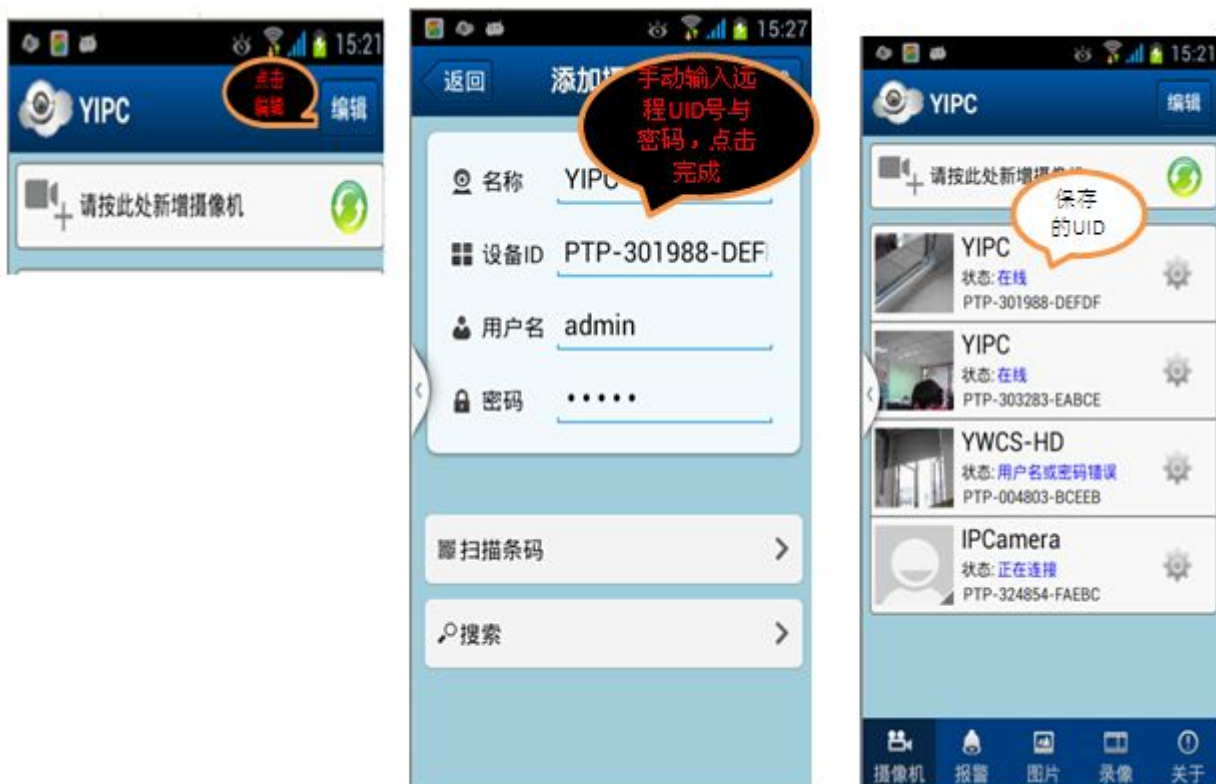 15:21
YIPC
点击
编辑
编辑
请按此处新增摄像机
15:27
返回
添加
手动输入远
程UID号与
密码，点击
完成
名称
YIPC
设备ID
PTP-301988-DEF
用户名
admin
密码
•••••
扫描条码
搜索
15:21
YIPC
编辑
请按此处新增
保存
的UID
YIPC
状态:在线
PTP-301988-DEFDF
YIPC
状态:在线
PTP-303283-EABCE
YWCS-HD
状态:用户名或密码错误
PTP-004803-BCEEB
IPCamera
状态:正在连接
PTP-324854-FAEBC
摄像机
报警
图片
录像
关于